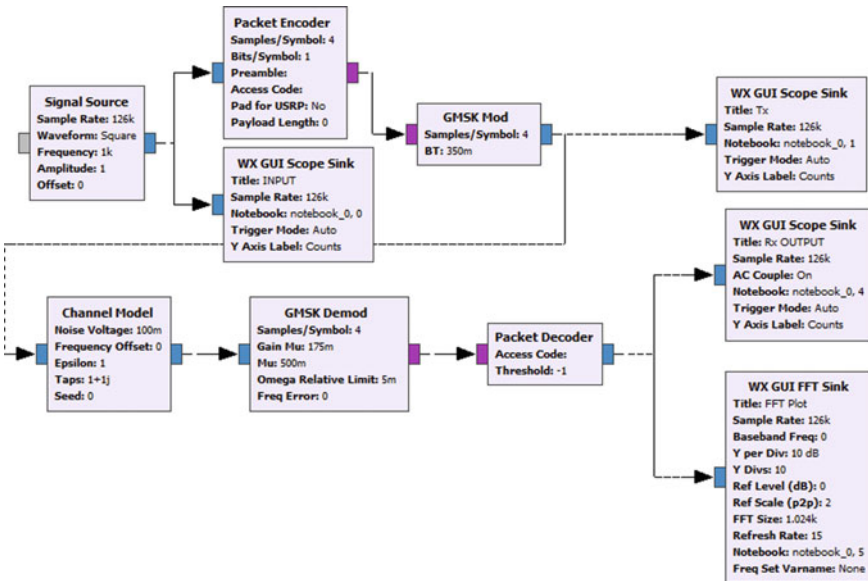 Packet Encoder
Samples/Symbol: 4
Bits/Symbol: 1
Preamble:
Access Code:
Pad for USRP: No
Payload Length: 0
Signal Source
Sample Rate: 126k
Waveform: Square
Frequency: 1k
Amplitude: 1
Offset: 0
WX GUI Scope Sink
Title: INPUT
Sample Rate: 126k
Notebook: notebook_0, 0
Trigger Mode: Auto
Y Axis Label: Counts
GMSK Mod
Samples/Symbol: 4
BT: 350m
WX GUI Scope Sink
Title: Tx
Sample Rate: 126k
Notebook: notebook_0, 1
Trigger Mode: Auto
Y Axis Label: Counts
WX GUI Scope Sink
Title: Rx OUTPUT
Sample Rate: 126k
AC Couple: On
Notebook: notebook_0, 4
Trigger Mode: Auto
Y Axis Label: Counts
Channel Model
Noise Voltage: 100m
Frequency Offset: 0
Epsilon: 1
Taps: 1+1j
Seed: 0
GMSK Demod
Samples/Symbol: 4
Gain Mu: 175m
Mu: 500m
Omega Relative Limit: 5m
Freq Error: 0
Packet Decoder
Access Code:
Threshold: -1
WX GUI FFT Sink
Title: FFT Plot
Sample Rate: 126k
Baseband Freq: 0
Y per Div: 10 dB
Y Divs: 10
Ref Level (dB): 0
Ref Scale (p2p): 2
FFT Size: 1.024k
Refresh Rate: 15
Notebook: notebook_0, 5
Freq Set Varname: None